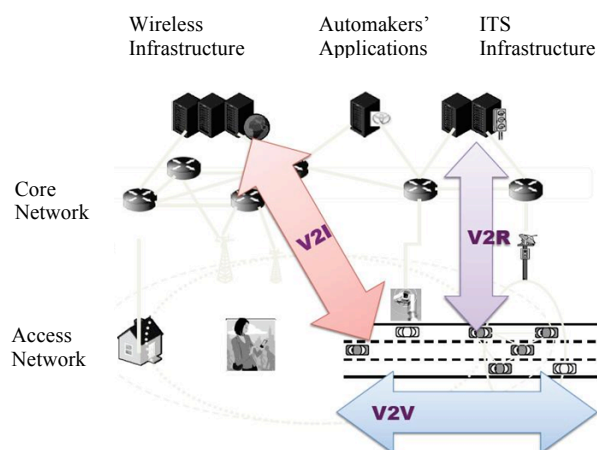 Wireless
Infrastructure
Automakers'
Applications
ITS
Infrastructure
Core
Network
V2I
V2R
Access
Network
V2V